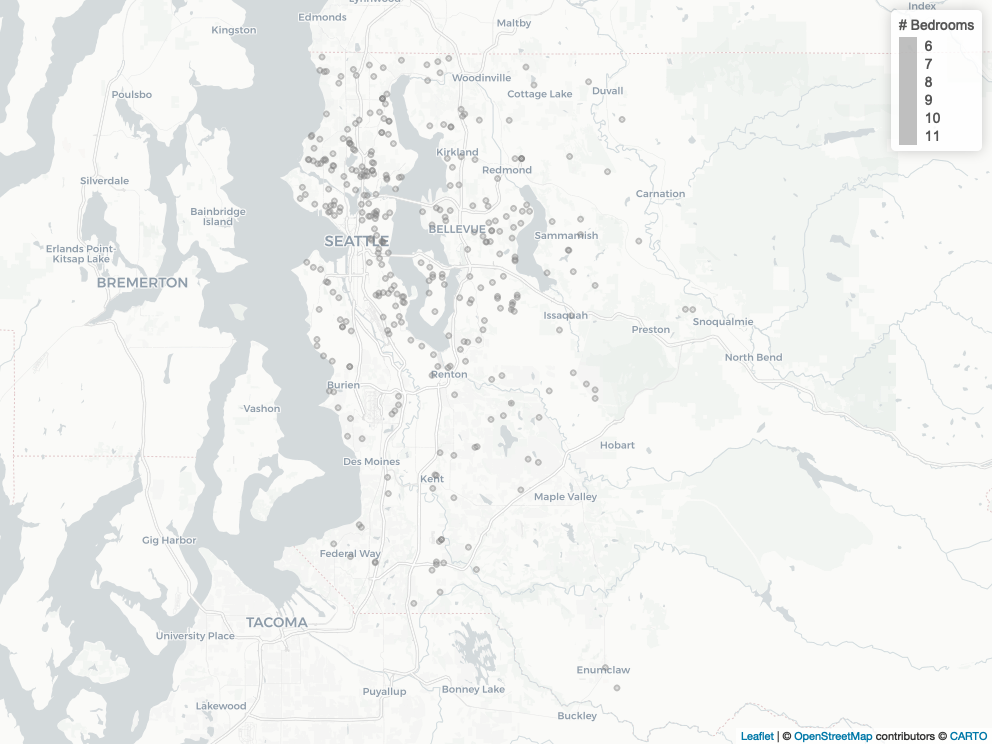 Lynnwood
Index
Edmonds
Maltby
Kingston
# Bedrooms
6
7
8
9
10
11
Woodinville
Poulsbo
Cottage Lake
Duvall
Kirkland
Redmond
Silverdale
Carnation
Bainbridge
Island
BELLEVUE
Sammamish
SEATTLE
Erlands Point-
Kitsap Lake
BREMERTON
Issaquah
Snoqualmie
Preston
North Bend
Renton
Burien
Vashon
Hobart
Des Moines
Kent
Maple Valley
Gig Harbor
Federal Way
TACOMA
University Place
Enumclaw
Puyallup
Bonney Lake
Lakewood
Buckley
Leaflet | © OpenStreetMap contributors © CARTO